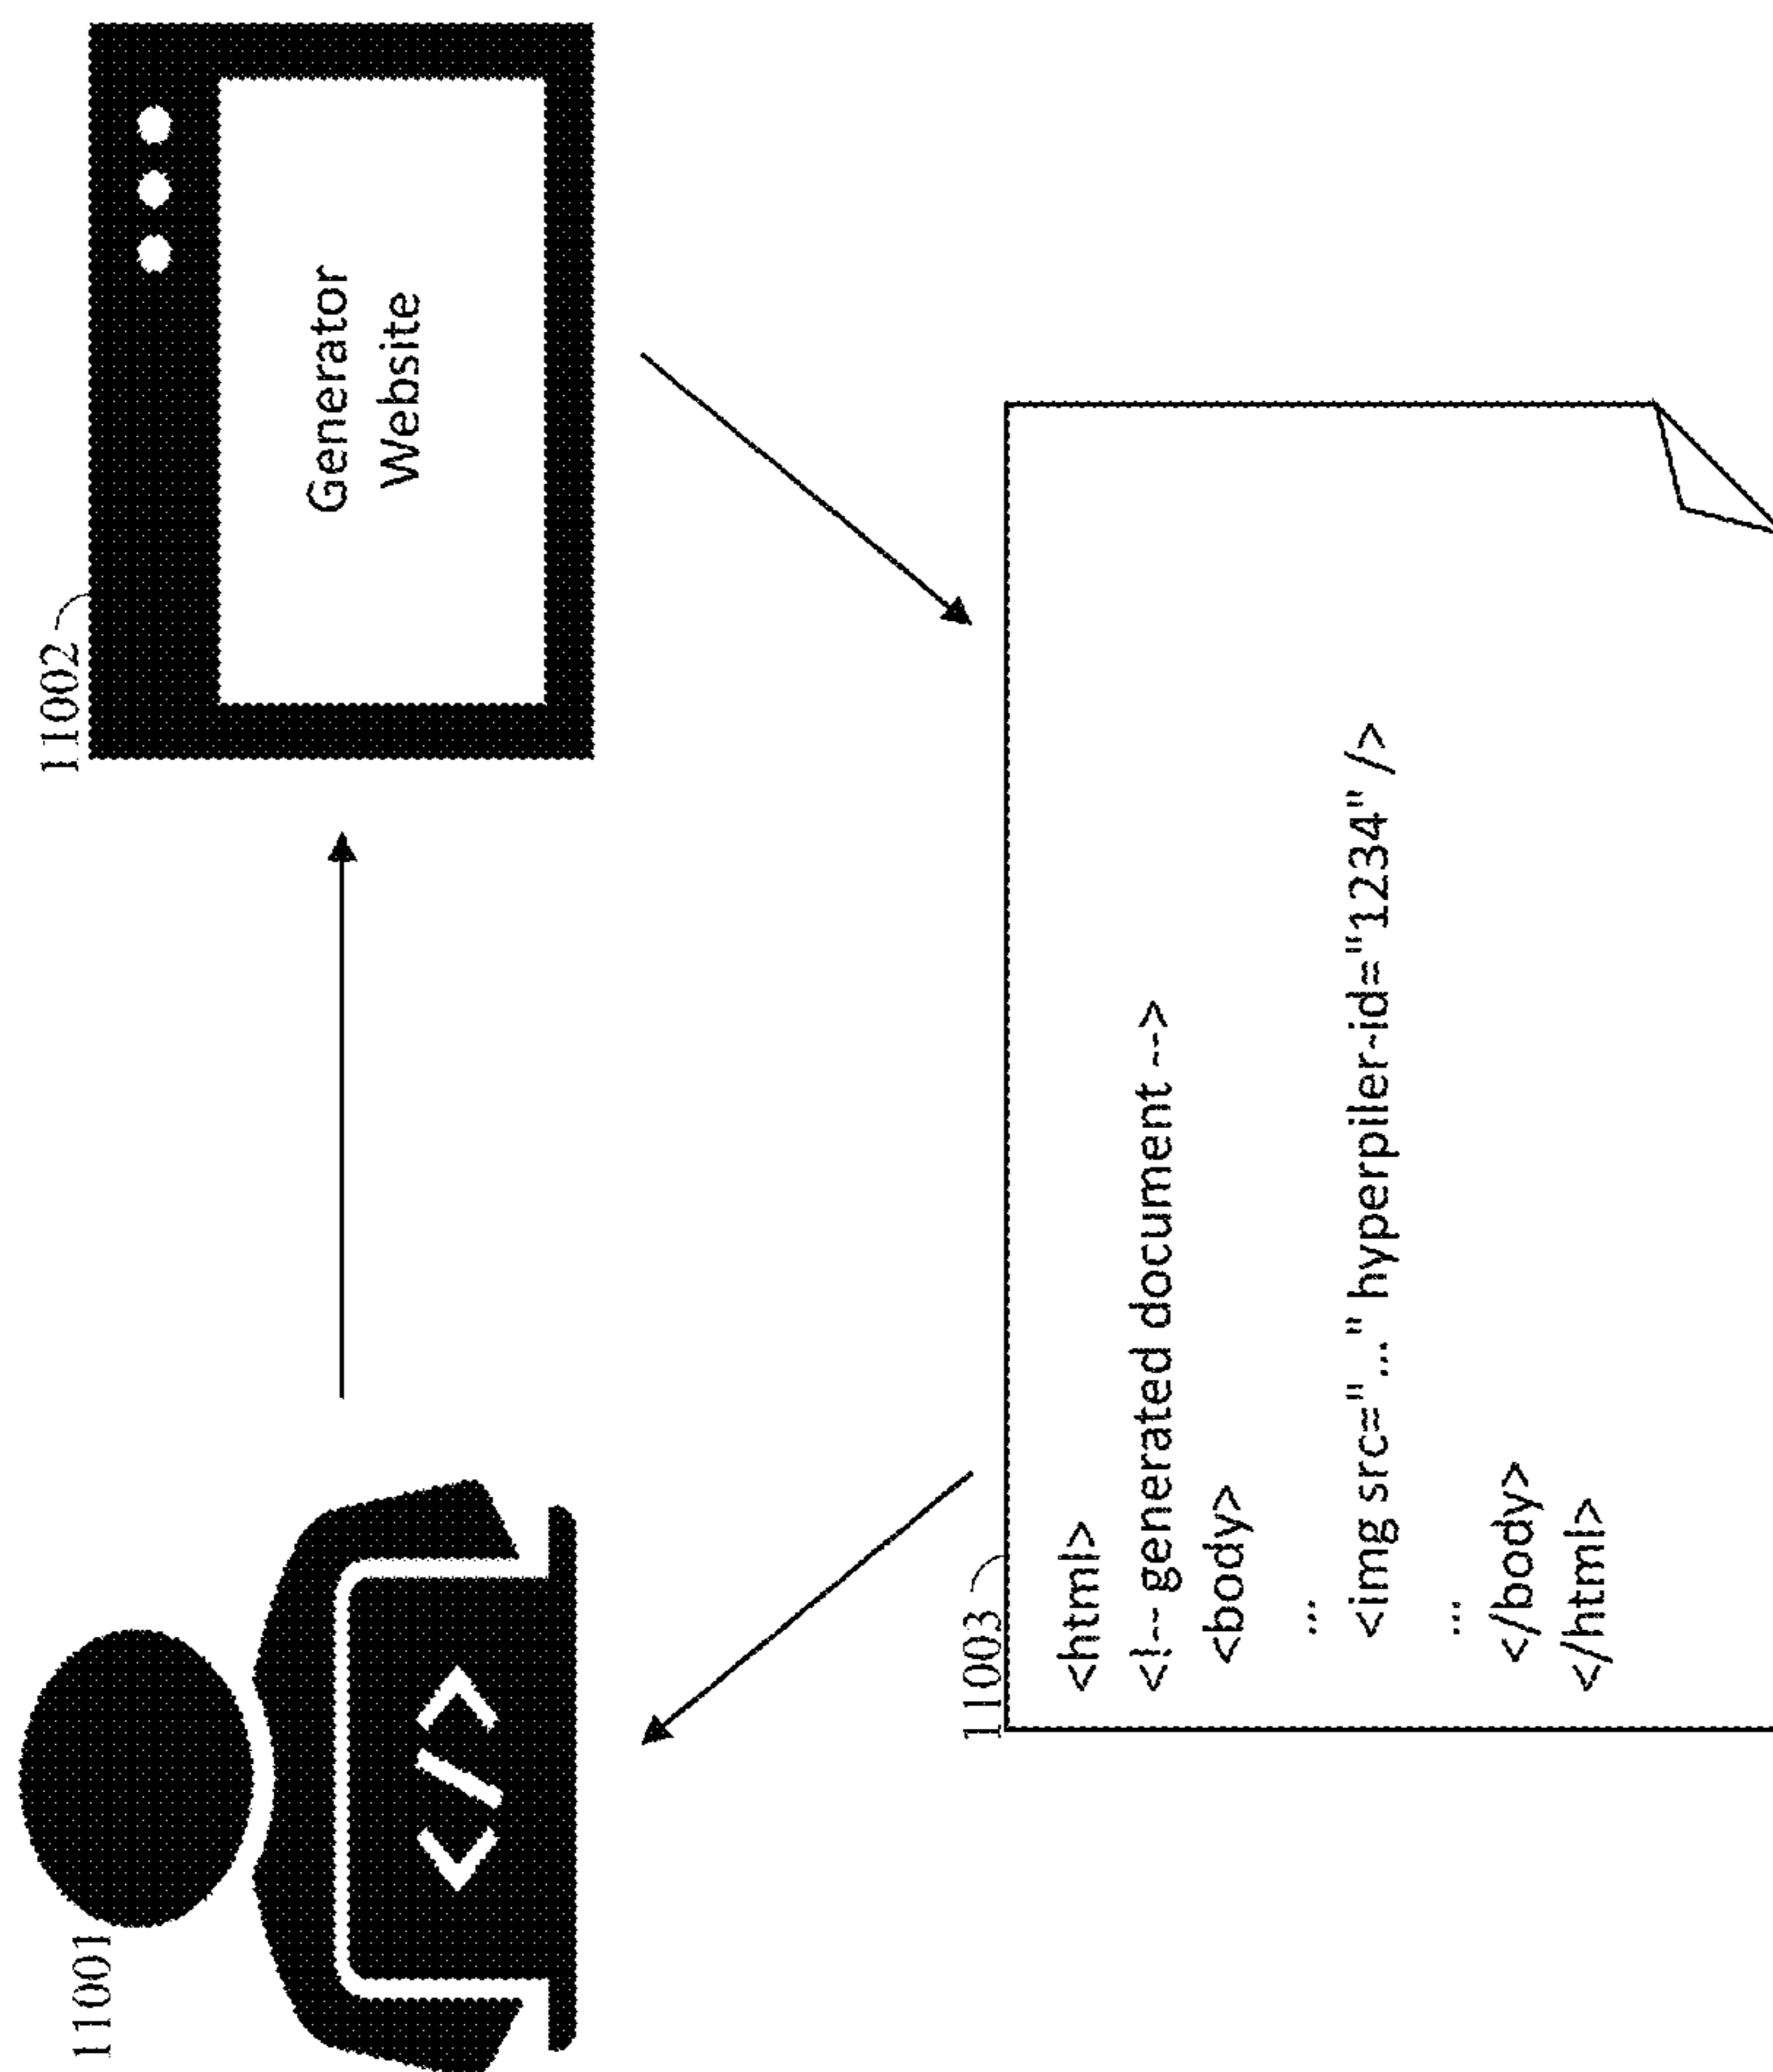 11001
</>
11002
Generator
Website
11003
<html>
<!-- generated document -->
<body>
...
<img src="..." hyperpiler-id="1234" />
...
</body>
</html>